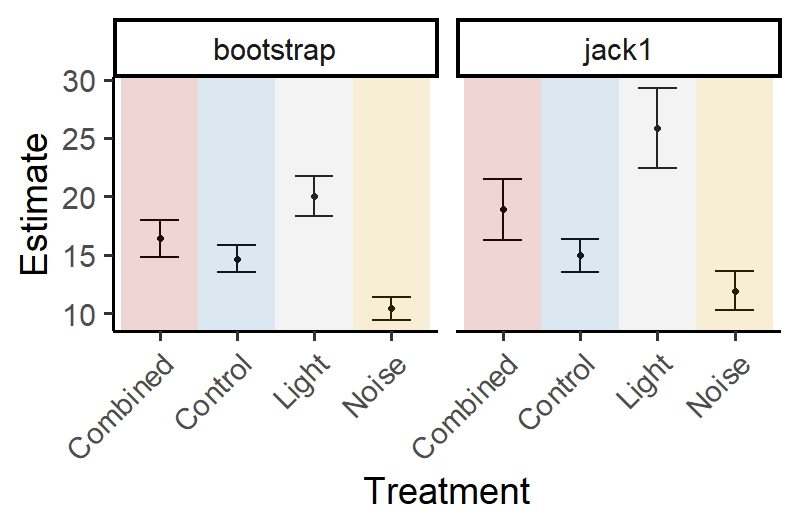 bootstrap jack1
Estimate
30
25
20
15
10
Combined Control Light Noise Combined Control Light Noise
Treatment